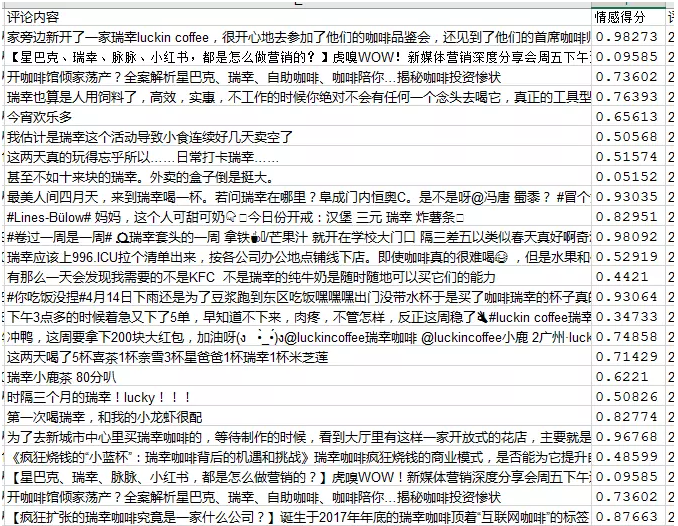 评论内容 情感得分
家旁边新开了一家瑞幸luckin coffee，很开心地去参加了他们的咖啡品鉴会，还见到了他们的首席咖啡师 0.98273
【星巴克、瑞幸、脉脉、小红书，都是怎么做营销的？】虎嗅WOW！新媒体营销深度分享会周五下午 0.09585
开咖啡馆倾家荡产？全案解析星巴克、瑞幸、自助咖啡、咖啡陪你...揭秘咖啡投资惨状 0.73602
瑞幸也算是人用饲料了，高效，实惠，不工作的时候你绝对不会有任何一个念头去喝它，真正的工具型 0.76393
今宵欢乐多 0.65613
我估计是瑞幸这个活动导致小食连续好几天卖空了 0.50568
这两天真的玩得忘乎所以……日常打卡瑞幸…… 0.51574
甚至不如十来块的瑞幸。外卖的盒子倒是挺大。 0.05152
最美人间四月天，来到瑞幸喝一杯。若问瑞幸在哪里？阜成门内恒奥C。是不是呀@冯唐 蜀黍？ #冒个 0.93035
#Lines-Bülow# 妈妈，这个人可甜可奶 今日份开戒：汉堡 三元 瑞幸 炸薯条 0.82951
#卷过一周是一周# 瑞幸套头的一周 拿铁 芒果汁 就开在学校大门口 隔三差五以类似春天真好啊奇 0.98092
瑞幸应该上996.ICU拉个清单出来，按各公司办公地点铺线下店。即使咖啡真的很难喝😅，但是水果和 0.52919
有那么一天会发现我需要的不是KFC 不是瑞幸的纯牛奶是随时随地可以买它们的能力 0.4421
#你吃饭没捏#4月14日下雨还是为了豆浆跑到东区吃饭嘿嘿嘿出门没带水杯于是买了咖啡瑞幸的杯子真 0.93064
下午3点多的时候着急又下了5单，早知道不下来，肉疼，不管怎样，反正这周稳了#luckin coffee瑞幸 0.34733
冲鸭，这周要拿下200块大红包，加油呀(ง •̀_•́)ง@luckincoffee瑞幸咖啡 @luckincoffee小鹿 2广州·luck 0.74858
这两天喝了5杯喜茶1杯奈雪3杯星爸爸1杯瑞幸1杯米芝莲 0.71429
瑞幸小鹿茶 80分叭 0.6221
时隔三个月的瑞幸！lucky！！！ 0.50826
第一次喝瑞幸，和我的小龙虾很配 0.82774
为了去新城市中心里买瑞幸咖啡的，等待制作的时候，看到大厅里有这样一家开放式的花店，主要就是 0.96768
《疯狂烧钱的“小蓝杯”：瑞幸咖啡背后的机遇和挑战》瑞幸咖啡疯狂烧钱的商业模式，是否能为它提升 0.48599
【星巴克、瑞幸、脉脉、小红书，都是怎么做营销的？】虎嗅WOW！新媒体营销深度分享会周五下午 0.09585
开咖啡馆倾家荡产？全案解析星巴克、瑞幸、自助咖啡、咖啡陪你...揭秘咖啡投资惨状 0.73602
【疯狂扩张的瑞幸咖啡究竟是一家什么公司？】诞生于2017年年底的瑞幸咖啡顶着“互联网咖啡”的标签 0.87663